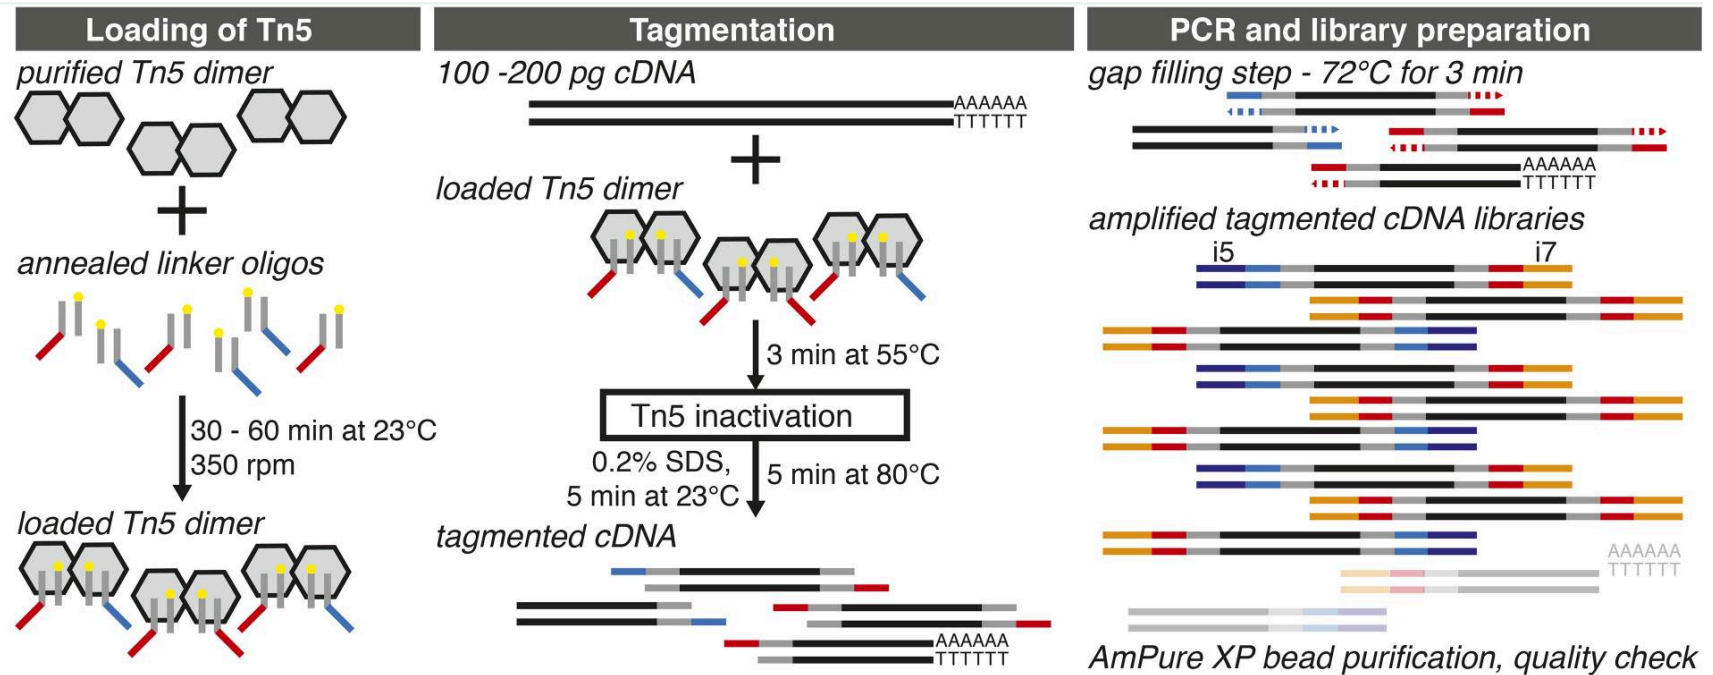 Loading of Tn5
purified Tn5 dimer
annealed linker oligos
30 - 60 min at 23°C
350 rpm
loaded Tn5 dimer
Tagmentation
100 -200 pg cDNA
AAAAAA
TTTTTT
loaded Tn5 dimer
3 min at 55°C
Tn5 inactivation
0.2% SDS,
5 min at 23°C
5 min at 80°C
tagmented cDNA
AAAAAA
TTTTTT
PCR and library preparation
gap filling step - 72°C for 3 min
AAAAAA
TTTTTT
amplified tagmented cDNA libraries
i5 i7
AAAAAA
TTTTTT
AmPure XP bead purification, quality check